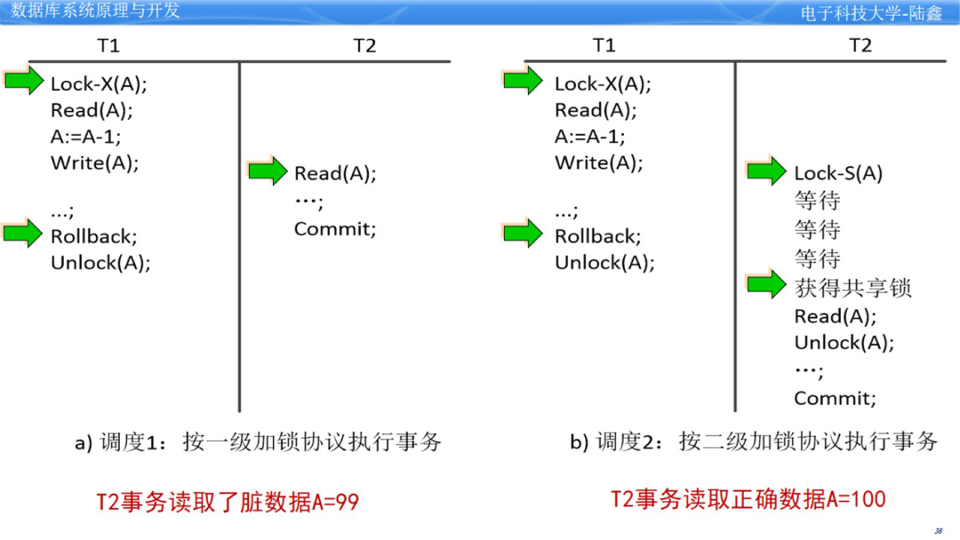 数据库系统原理与开发
电子科技大学-陆鑫
T1
T2
Lock-X(A);
Read(A);
A:=A-1;
Write(A);
...;
Rollback;
Unlock(A);
Read(A);
…;
Commit;
a) 调度1：按一级加锁协议执行事务
T2事务读取了脏数据A=99
T1
T2
Lock-X(A);
Read(A);
A:=A-1;
Write(A);
...;
Rollback;
Unlock(A);
Lock-S(A)
等待
等待
等待
获得共享锁
Read(A);
Unlock(A);
…;
Commit;
b) 调度2：按二级加锁协议执行事务
T2事务读取正确数据A=100
38